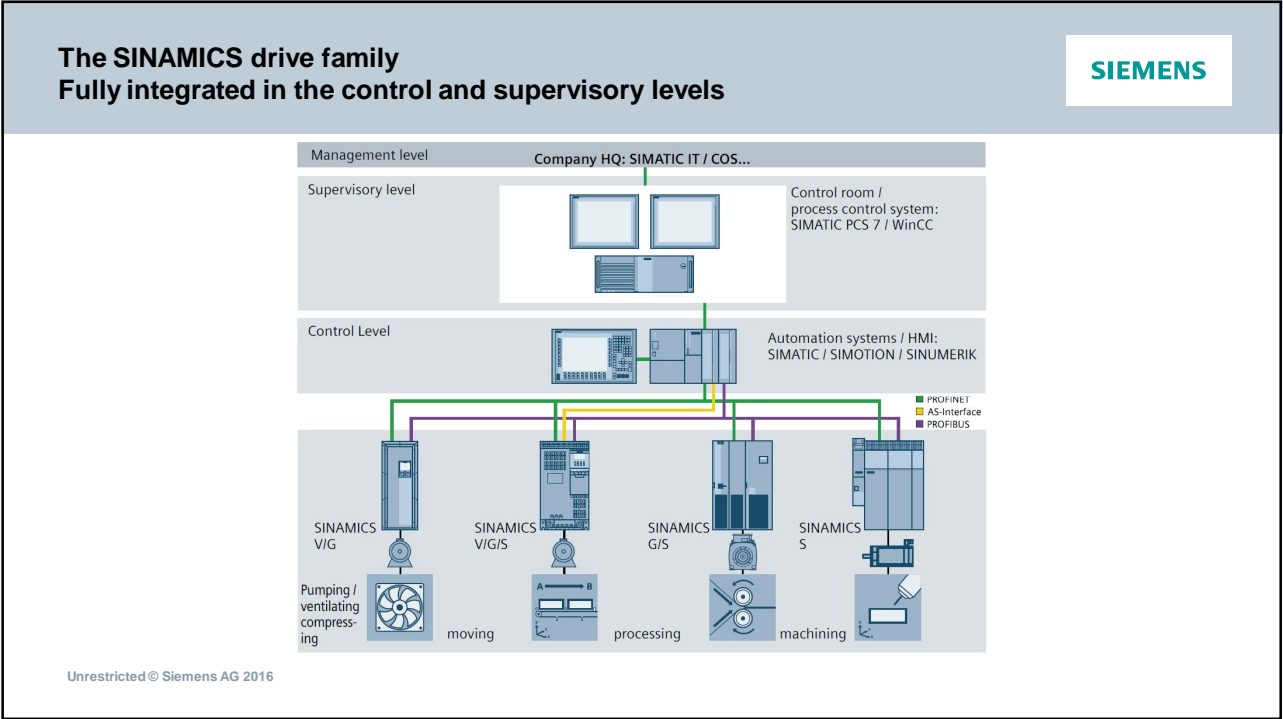 The SINAMICS drive family
Fully integrated in the control and supervisory levels
SIEMENS
Management level
Company HQ: SIMATIC IT / COS...
Supervisory level
Control room /
process control system:
SIMATIC PCS 7 / WinCC
Control Level
Automation systems / HMI:
SIMATIC / SIMOTION / SINUMERIK
PROFINET
AS-Interface
PROFIBUS
SINAMICS
V/G
SINAMICS
V/G/S
SINAMICS
G/S
SINAMICS
S
Pumping /
ventilating
compress-
ing
moving
A B
processing
machining
Unrestricted © Siemens AG 2016